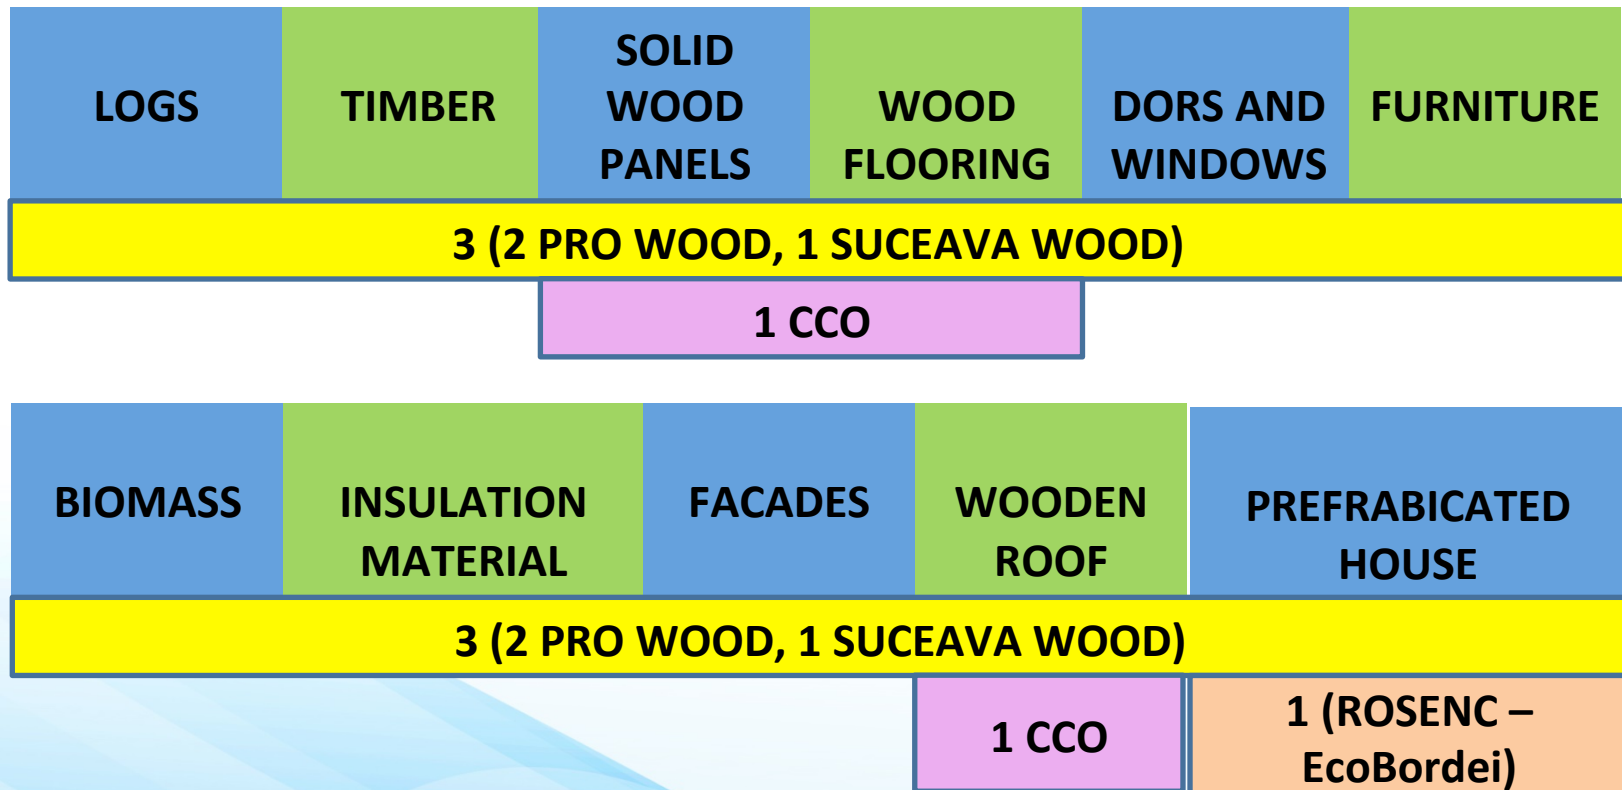 LOGS
TIMBER
SOLID
WOOD
PANELS
WOOD
FLOORING
DORS AND
WINDOWS
FURNITURE
3 (2 PRO WOOD, 1 SUCEAVA WOOD)
1 CCO
BIOMASS
INSULATION
MATERIAL
FACADES
WOODEN
ROOF
PREFRABICATED
HOUSE
3 (2 PRO WOOD, 1 SUCEAVA WOOD)
1 CCO
1 (ROSENC –
EcoBordei)